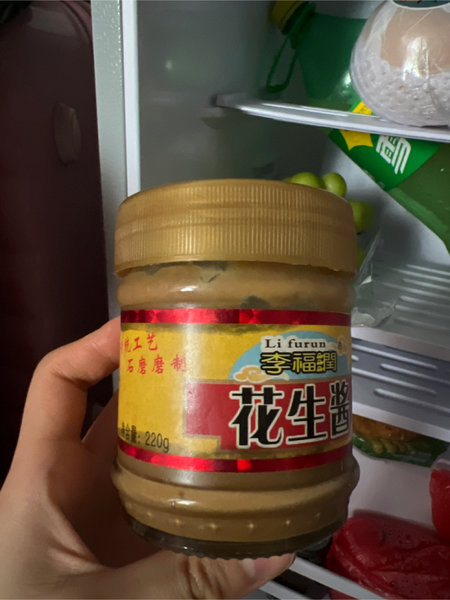 统工艺
石磨磨制
Li furun
李福潤
花生酱
含量：220g